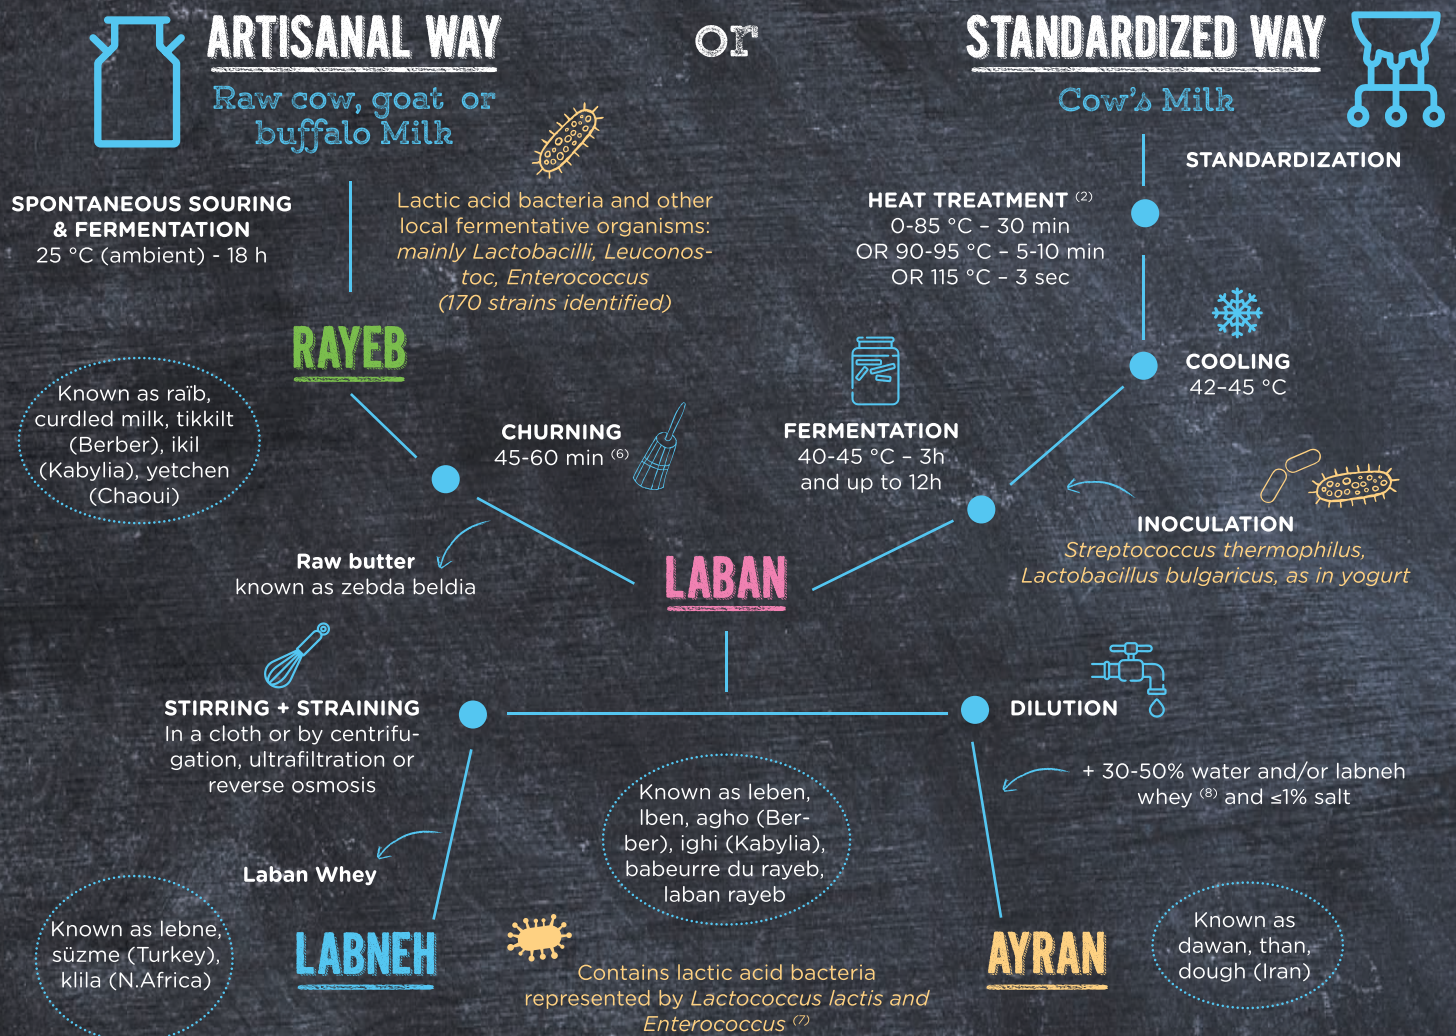 ARTISANAL WAY
Raw cow, goat or
buffalo Milk
or
STANDARDIZED WAY
Cow's Milk
STANDARDIZATION
SPONTANEOUS SOURING
& FERMENTATION
25 °C (ambient) - 18 h
Lactic acid bacteria and other
local fermentative organisms:
mainly Lactobacilli, Leuconos-
toc, Enterococcus
(170 strains identified)
HEAT TREATMENT (2)
0-85 °C – 30 min
OR 90-95 °C – 5-10 min
OR 115 °C – 3 sec
RAYEB
COOLING
42–45 °C
Known as raïb,
curdled milk, tikkilt
(Berber), ikil
(Kabylia), yetchen
(Chaoui)
CHURNING
45-60 min (6)
FERMENTATION
40-45 °C – 3h
and up to 12h
INOCULATION
Streptococcus thermophilus,
Lactobacillus bulgaricus, as in yogurt
Raw butter
known as zebda beldia
LABAN
STIRRING + STRAINING
In a cloth or by centrifu-
gation, ultrafiltration or
reverse osmosis
DILUTION
+ 30-50% water and/or labneh
whey (8) and ≤1% salt
Known as leben,
lben, agho (Ber-
ber), ighi (Kabylia),
babeurre du rayeb,
laban rayeb
Laban Whey
Known as lebne,
süzme (Turkey),
klila (N.Africa)
LABNEH
Contains lactic acid bacteria
represented by Lactococcus lactis and
Enterococcus (7)
AYRAN
Known as
dawan, than,
dough (Iran)